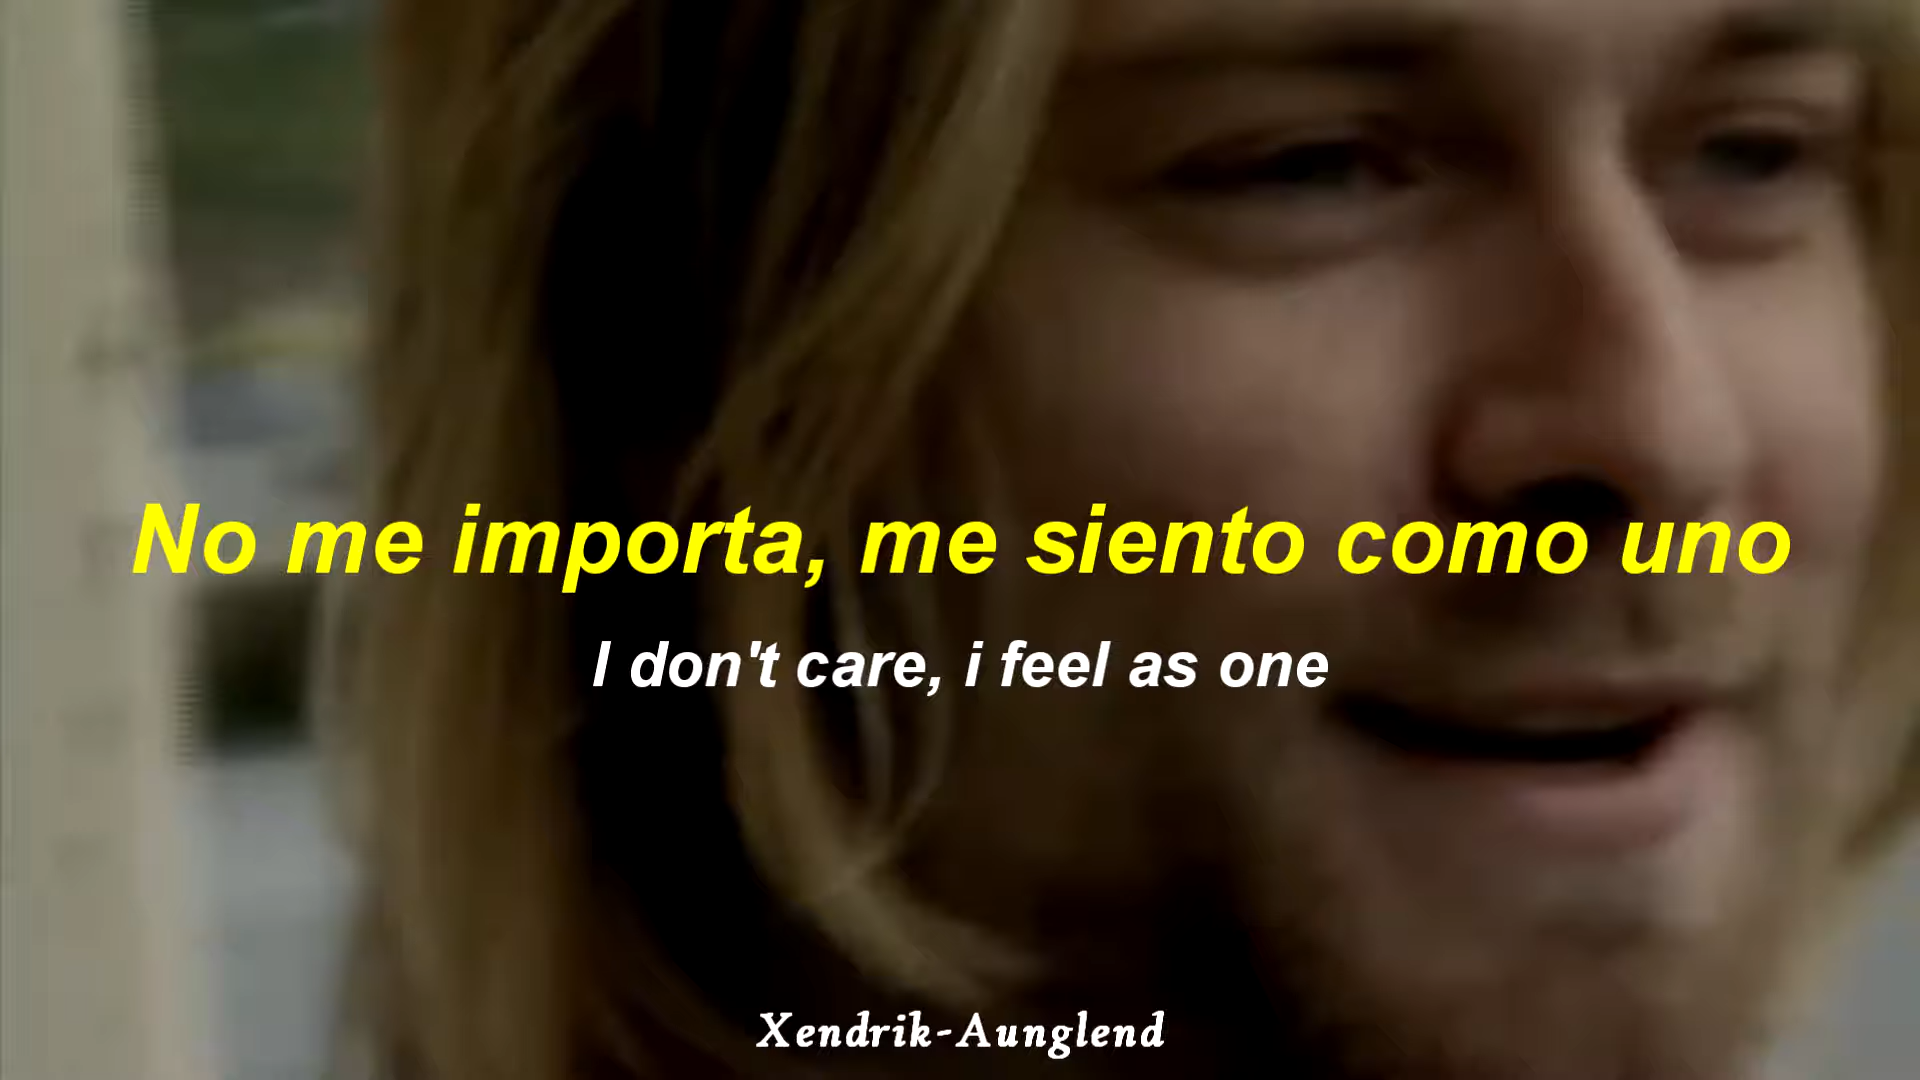 No me importa, me siento como uno
I don't care, i feel as one
Xendrik-Aunglend